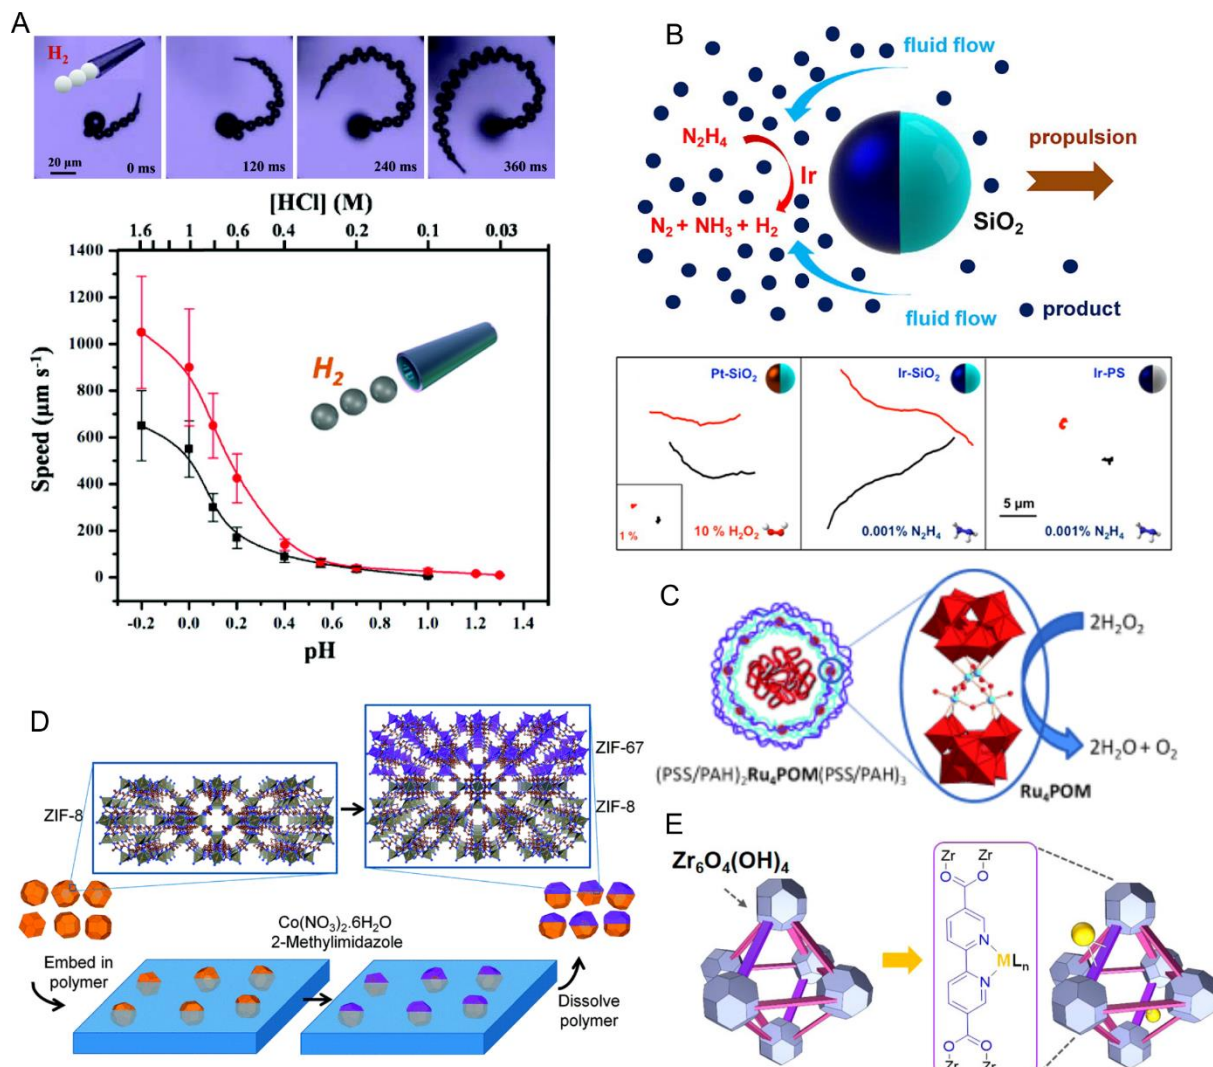 A
H₂
20 μm
0 ms
120 ms
240 ms
360 ms
[HCl] (M)
1.6 1 0.6 0.4 0.2 0.1 0.03
1400
1200
1000
800
600
400
200
0
Speed (μm s⁻¹)
H₂
-0.2 0.0 0.2 0.4 0.6 0.8 1.0 1.2 1.4
pH
B
fluid flow
N₂H₄
Ir
N₂ + NH₃ + H₂
SiO₂
propulsion
fluid flow
product
Pt-SiO₂
1 %
10 % H₂O₂
Ir-SiO₂
0.001% N₂H₄
Ir-PS
5 μm
0.001% N₂H₄
C
(PSS/PAH)₂Ru₄POM(PSS/PAH)₃
2H₂O₂
2H₂O + O₂
Ru₄POM
D
ZIF-8
ZIF-67
ZIF-8
Embed in
polymer
Co(NO₃)₂.6H₂O
2-Methylimidazole
Dissolve
polymer
E
Zr₆O₄(OH)₄
Zr Zr
O O
N
MLₙ
N
O O
Zr Zr